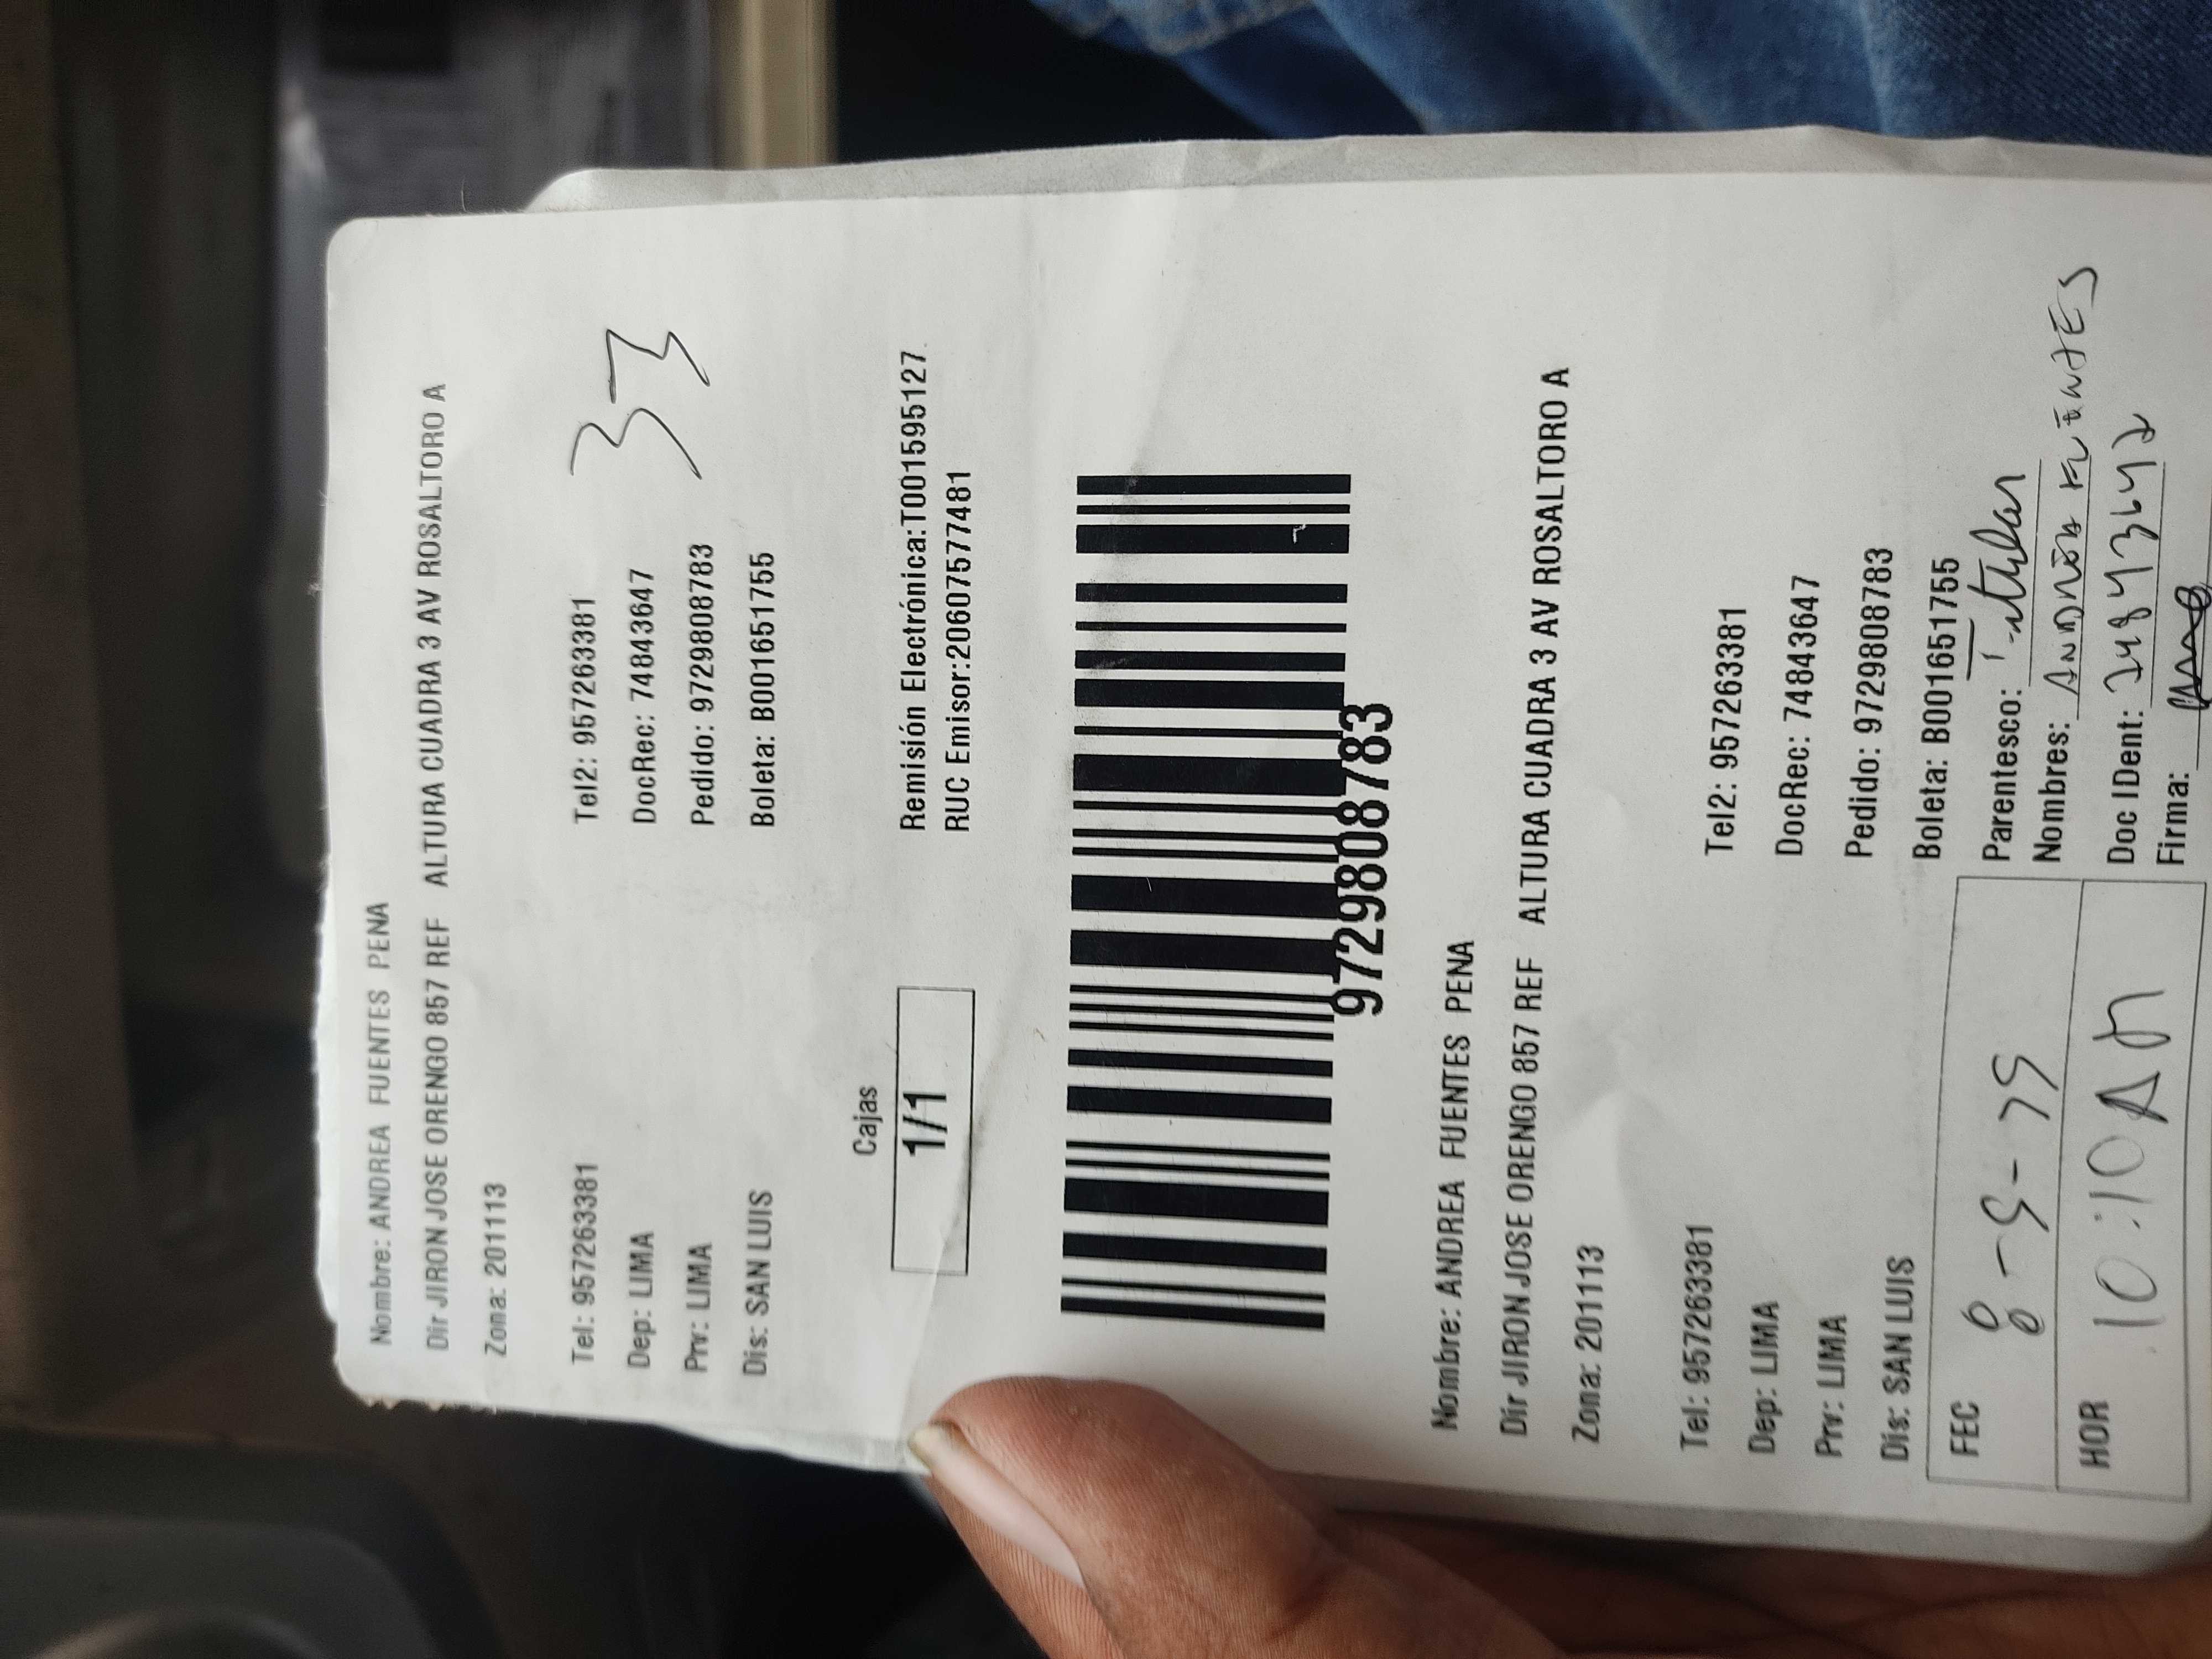 Nombre: ANDREA FUENTES PENA
Dir JIRON JOSE ORENGO 857 REF ALTURA CUADRA 3 AV ROSALTORO A
Zona: 201113
33
Tel: 957263381 Tel2: 957263381
Dep: LIMA DocRec: 74843647
Prv: LIMA Pedido: 97298087­83
Dis: SAN LUIS Boleta: B001651755
Cajas
1/1
Remisión Electrónica:T001595127
RUC Emisor:20607577481
9729808783
Nombre: ANDREA FUENTES PENA
Dir JIRON JOSE ORENGO 857 REF ALTURA CUADRA 3 AV ROSALTORO A
Zona: 201113
Tel: 957263381 Tel2: 957263381
Dep: LIMA DocRec: 74843647
Prv: LIMA Pedido: 9729808783
Dis: SAN LUIS Boleta: B001651755
FEC
Parentesco: Titular
Nombres: FUENTES
HOR 10:10 AM
Doc IDent:
Firma: